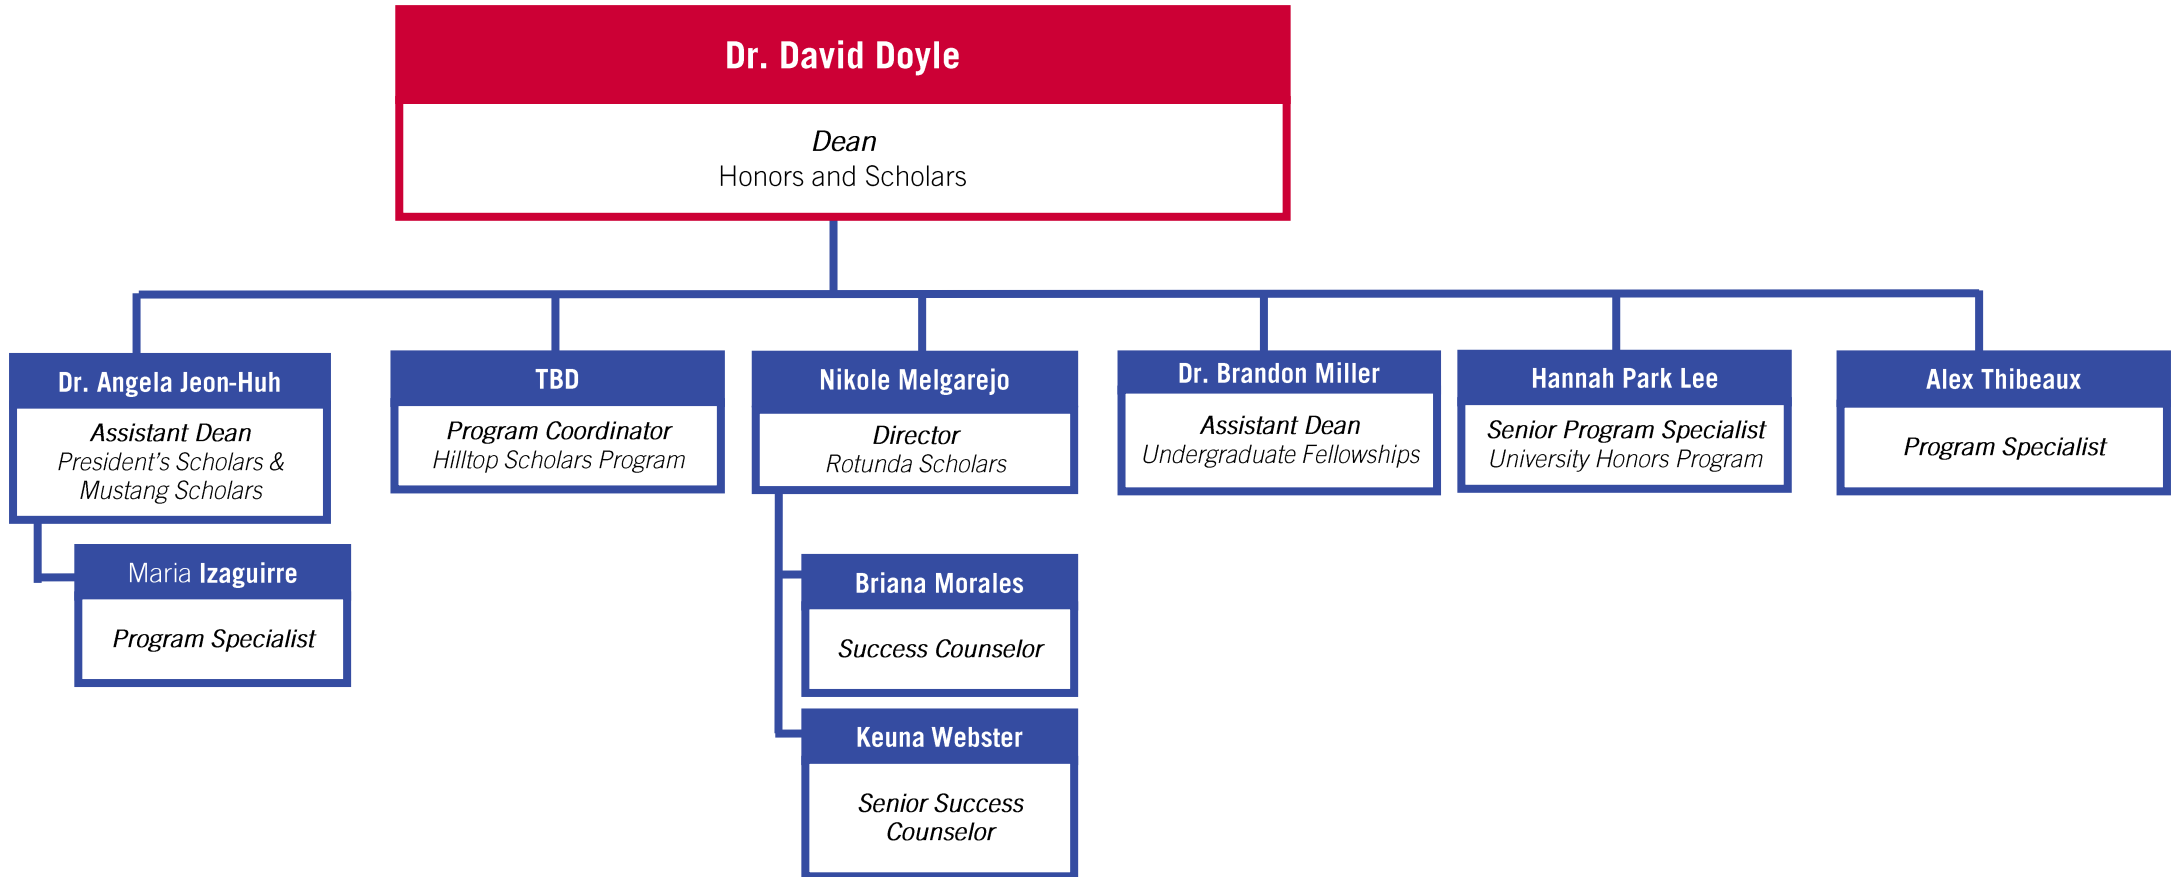 Dr. David Doyle
Dean
Honors and Scholars
Dr. Angela Jeon-Huh
Assistant Dean
President’s Scholars &
Mustang Scholars
TBD
Program Coordinator
Hilltop Scholars Program
Nikole Melgarejo
Director
Rotunda Scholars
Dr. Brandon Miller
Assistant Dean
Undergraduate Fellowships
Hannah Park Lee
Senior Program Specialist
University Honors Program
Alex Thibeaux
Program Specialist
Maria Izaguirre
Program Specialist
Briana Morales
Success Counselor
Keuna Webster
Senior Success
Counselor